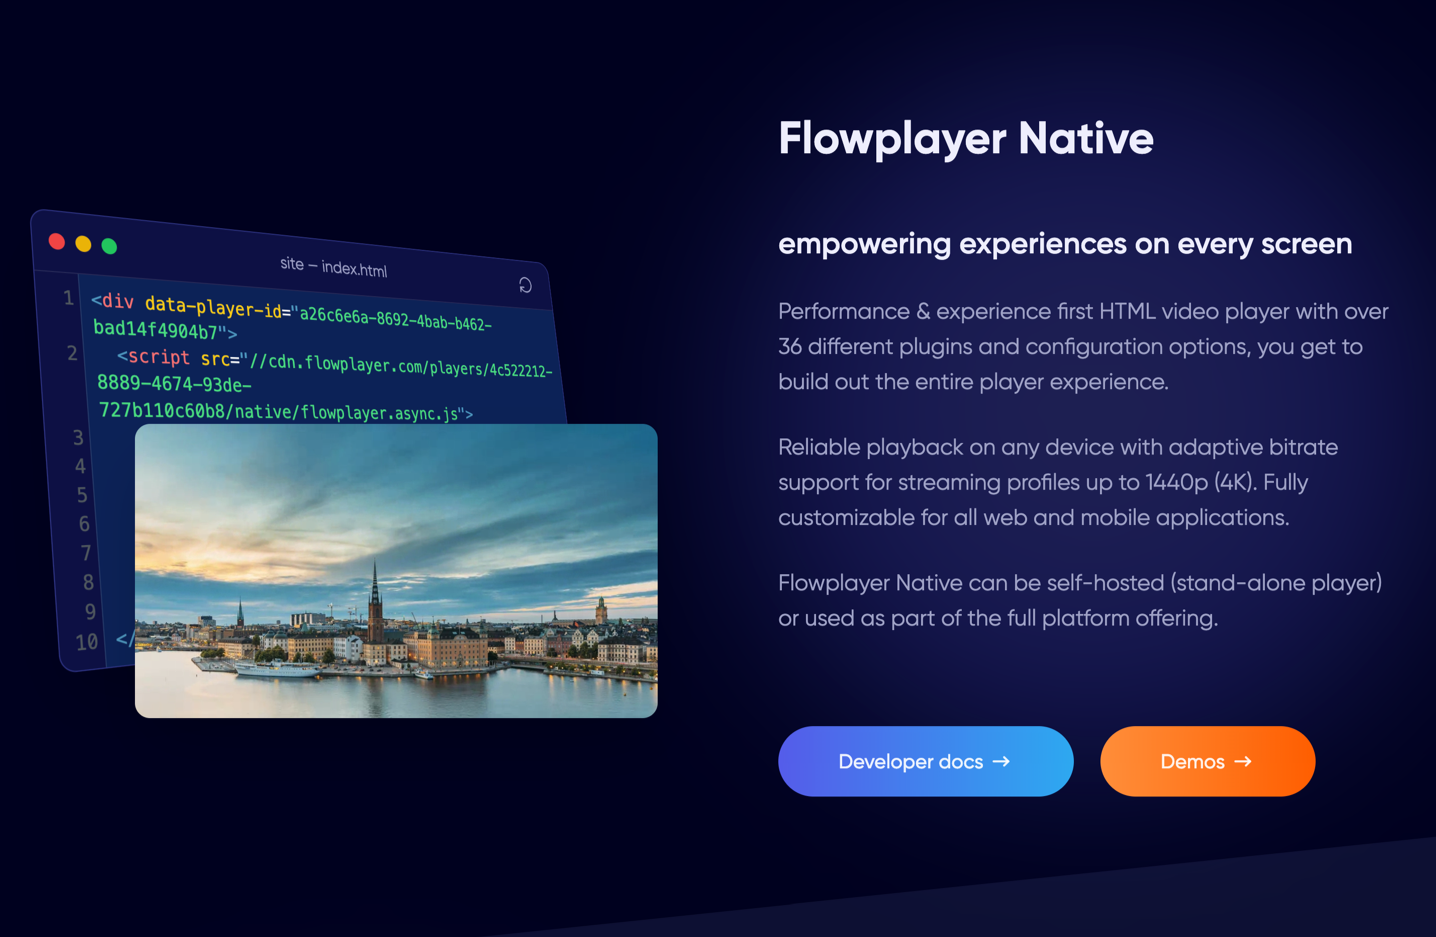 Flowplayer Native
empowering experiences on every screen
Performance & experience first HTML video player with over
36 different plugins and configuration options, you get to
build out the entire player experience.
Reliable playback on any device with adaptive bitrate
support for streaming profiles up to 1440p (4K). Fully
customizable for all web and mobile applications.
Flowplayer Native can be self-hosted (stand-alone player)
or used as part of the full platform offering.
Developer docs →
Demos →
site – index.html
1 <div data-player-id="a26c6e6a-8692-4bab-b462-
bad14f4904b7">
2 <script src="//cdn.flowplayer.com/players/4c522212-
8889-4674-93de-
727b110c60b8/native/flowplayer.async.js">
3
4
5
6
7
8
9
10 </